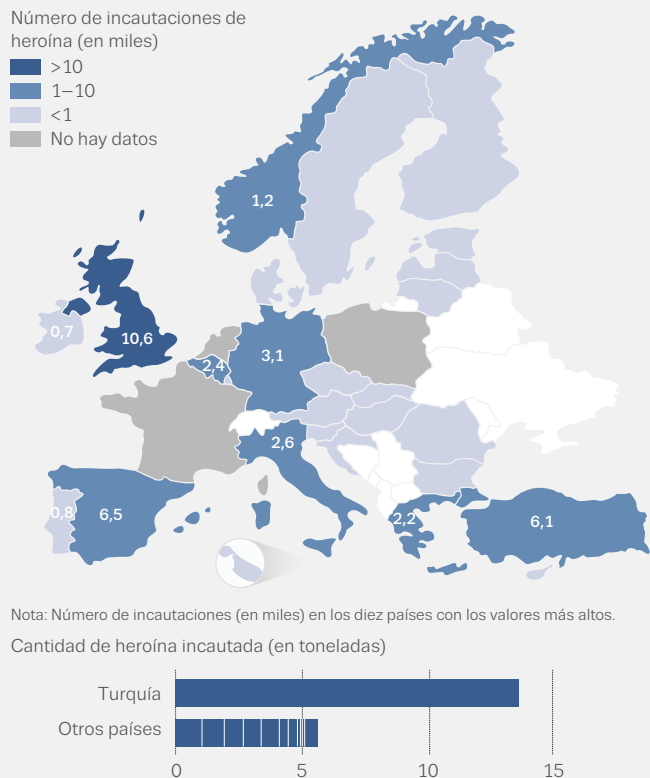 Número de incautaciones de
heroína (en miles)
>10
1–10
<1
No hay datos
1,2
0,7
10,6
2,4
3,1
2,6
0,8
6,5
2,2
6,1
Nota: Número de incautaciones (en miles) en los diez países con los valores más altos.
Cantidad de heroína incautada (en toneladas)
Turquía
Otros países
0 5 10 15